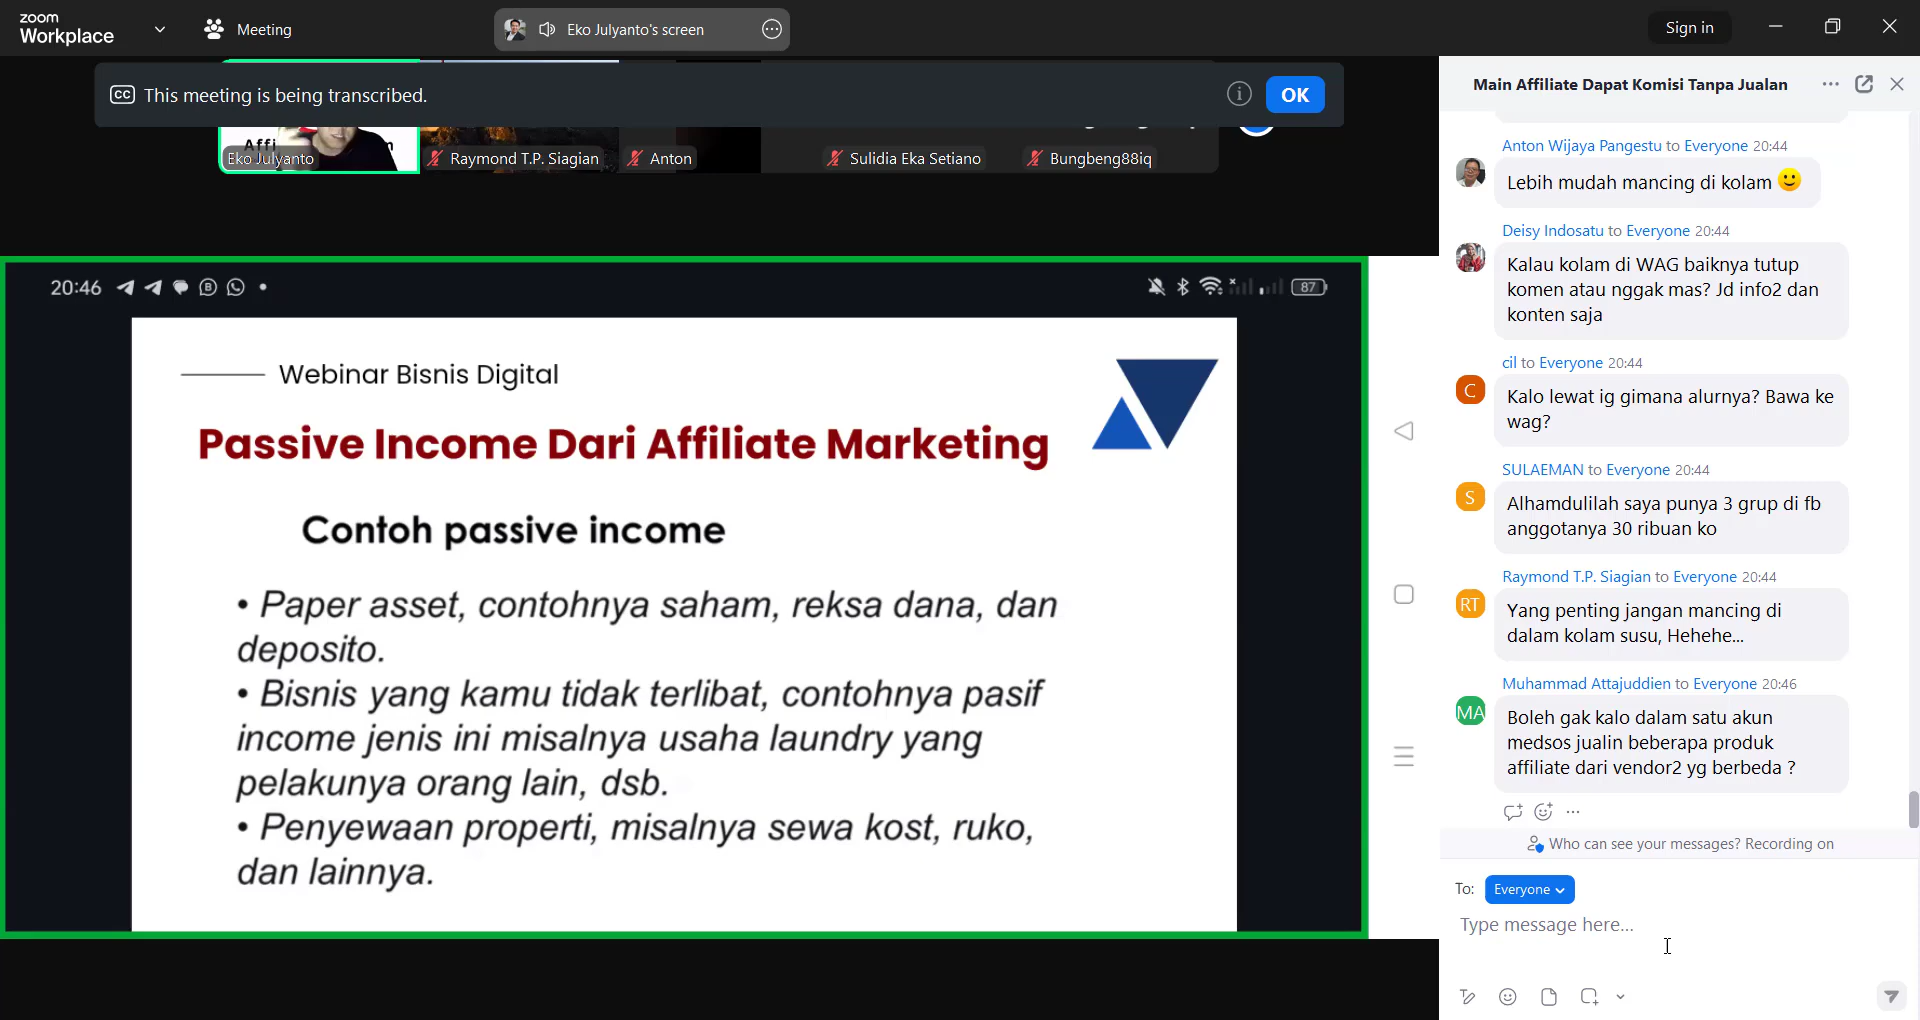 zoom
Workplace
Meeting
Eko Julyanto's screen
Sign in
CC This meeting is being transcribed.
OK
Affi
Eko Julyanto
Raymond T.P. Siagian
Anton
Sulidia Eka Setiano
Bungbeng88iq
20:46
87
Webinar Bisnis Digital
Passive Income Dari Affiliate Marketing
Contoh passive income
• Paper asset, contohnya saham, reksa dana, dan
deposito.
• Bisnis yang kamu tidak terlibat, contohnya pasif
income jenis ini misalnya usaha laundry yang
pelakunya orang lain, dsb.
• Penyewaan properti, misalnya sewa kost, ruko,
dan lainnya.
Main Affiliate Dapat Komisi Tanpa Jualan
Anton Wijaya Pangestu to Everyone 20:44
Lebih mudah mancing di kolam 🙂
Deisy Indosatu to Everyone 20:44
Kalau kolam di WAG baiknya tutup
komen atau nggak mas? Jd info2 dan
konten saja
cil to Everyone 20:44
C
Kalo lewat ig gimana alurnya? Bawa ke
wag?
SULAEMAN to Everyone 20:44
S
Alhamdulilah saya punya 3 grup di fb
anggotanya 30 ribuan ko
Raymond T.P. Siagian to Everyone 20:44
RT
Yang penting jangan mancing di
dalam kolam susu, Hehehe...
Muhammad Attajuddien to Everyone 20:46
MA
Boleh gak kalo dalam satu akun
medsos jualin beberapa produk
affiliate dari vendor2 yg berbeda ?
Who can see your messages? Recording on
To: Everyone
Type message here...